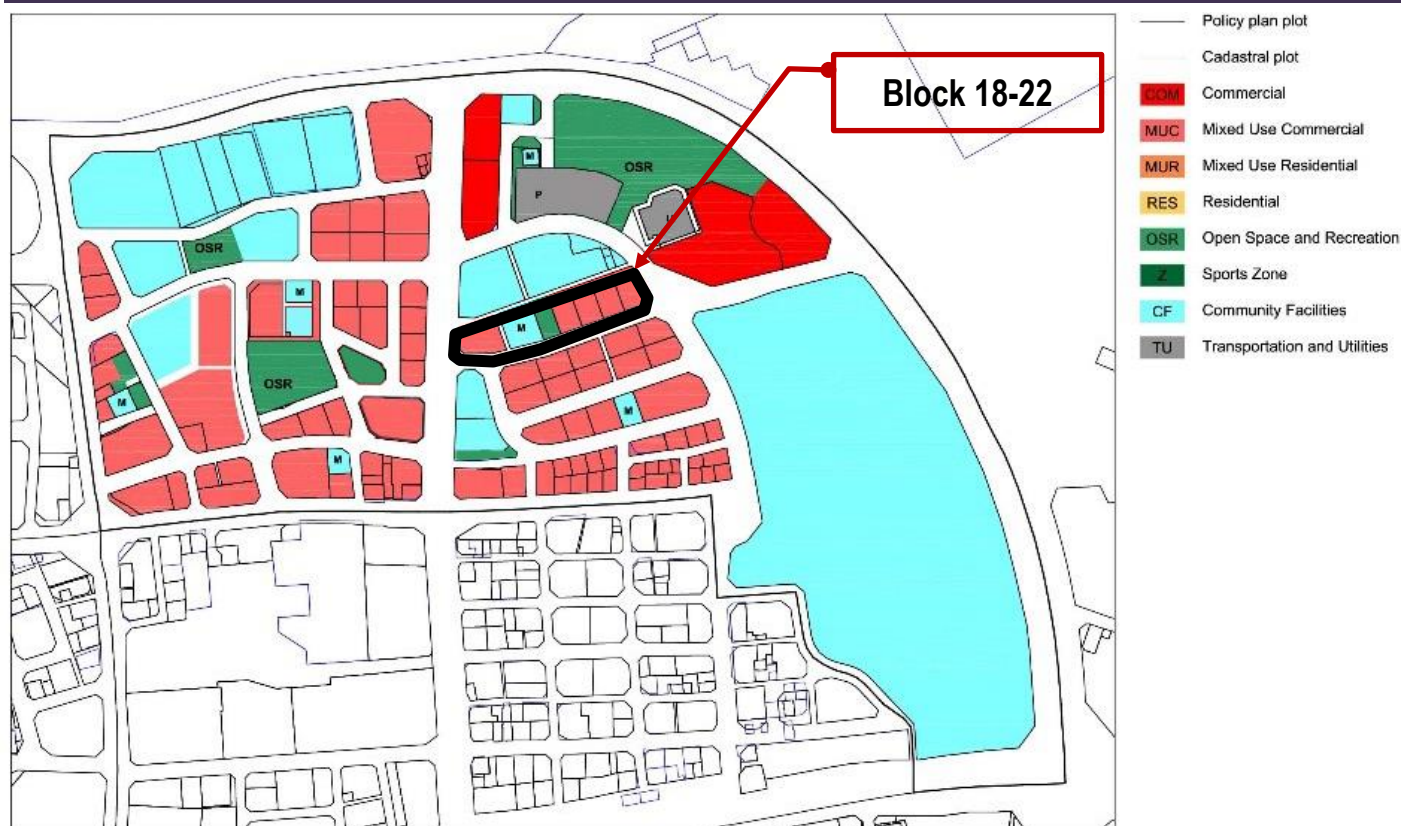 Policy plan plot
Cadastral plot
COM Commercial
MUC Mixed Use Commercial
MUR Mixed Use Residential
RES Residential
OSR Open Space and Recreation
Z Sports Zone
CF Community Facilities
TU Transportation and Utilities
Block 18-22
M
OSR
P
U
OSR
M
M
OSR
M
M
M